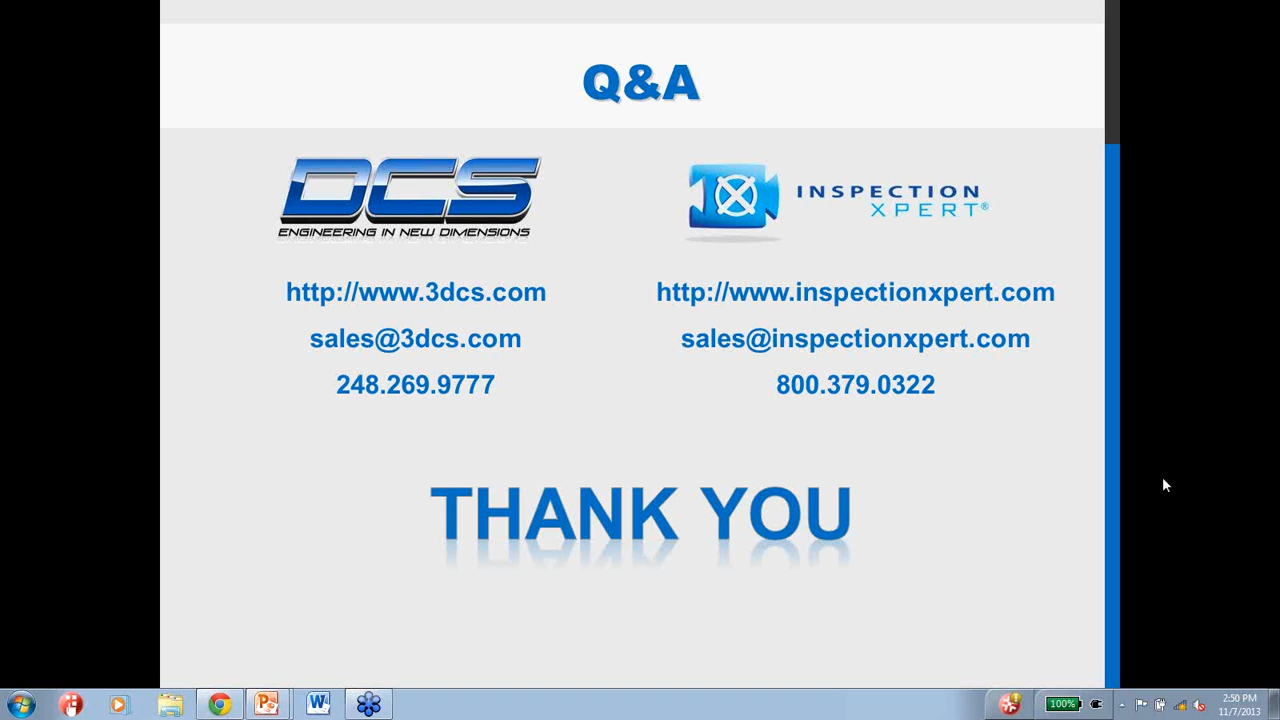 Q&A
DCS
ENGINEERING IN NEW DIMENSIONS
INSPECTION
XPERT®
http://www.3dcs.com
sales@3dcs.com
248.269.9777
http://www.inspectionxpert.com
sales@inspectionxpert.com
800.379.0322
THANK YOU
100%
2:50 PM
11/7/2013